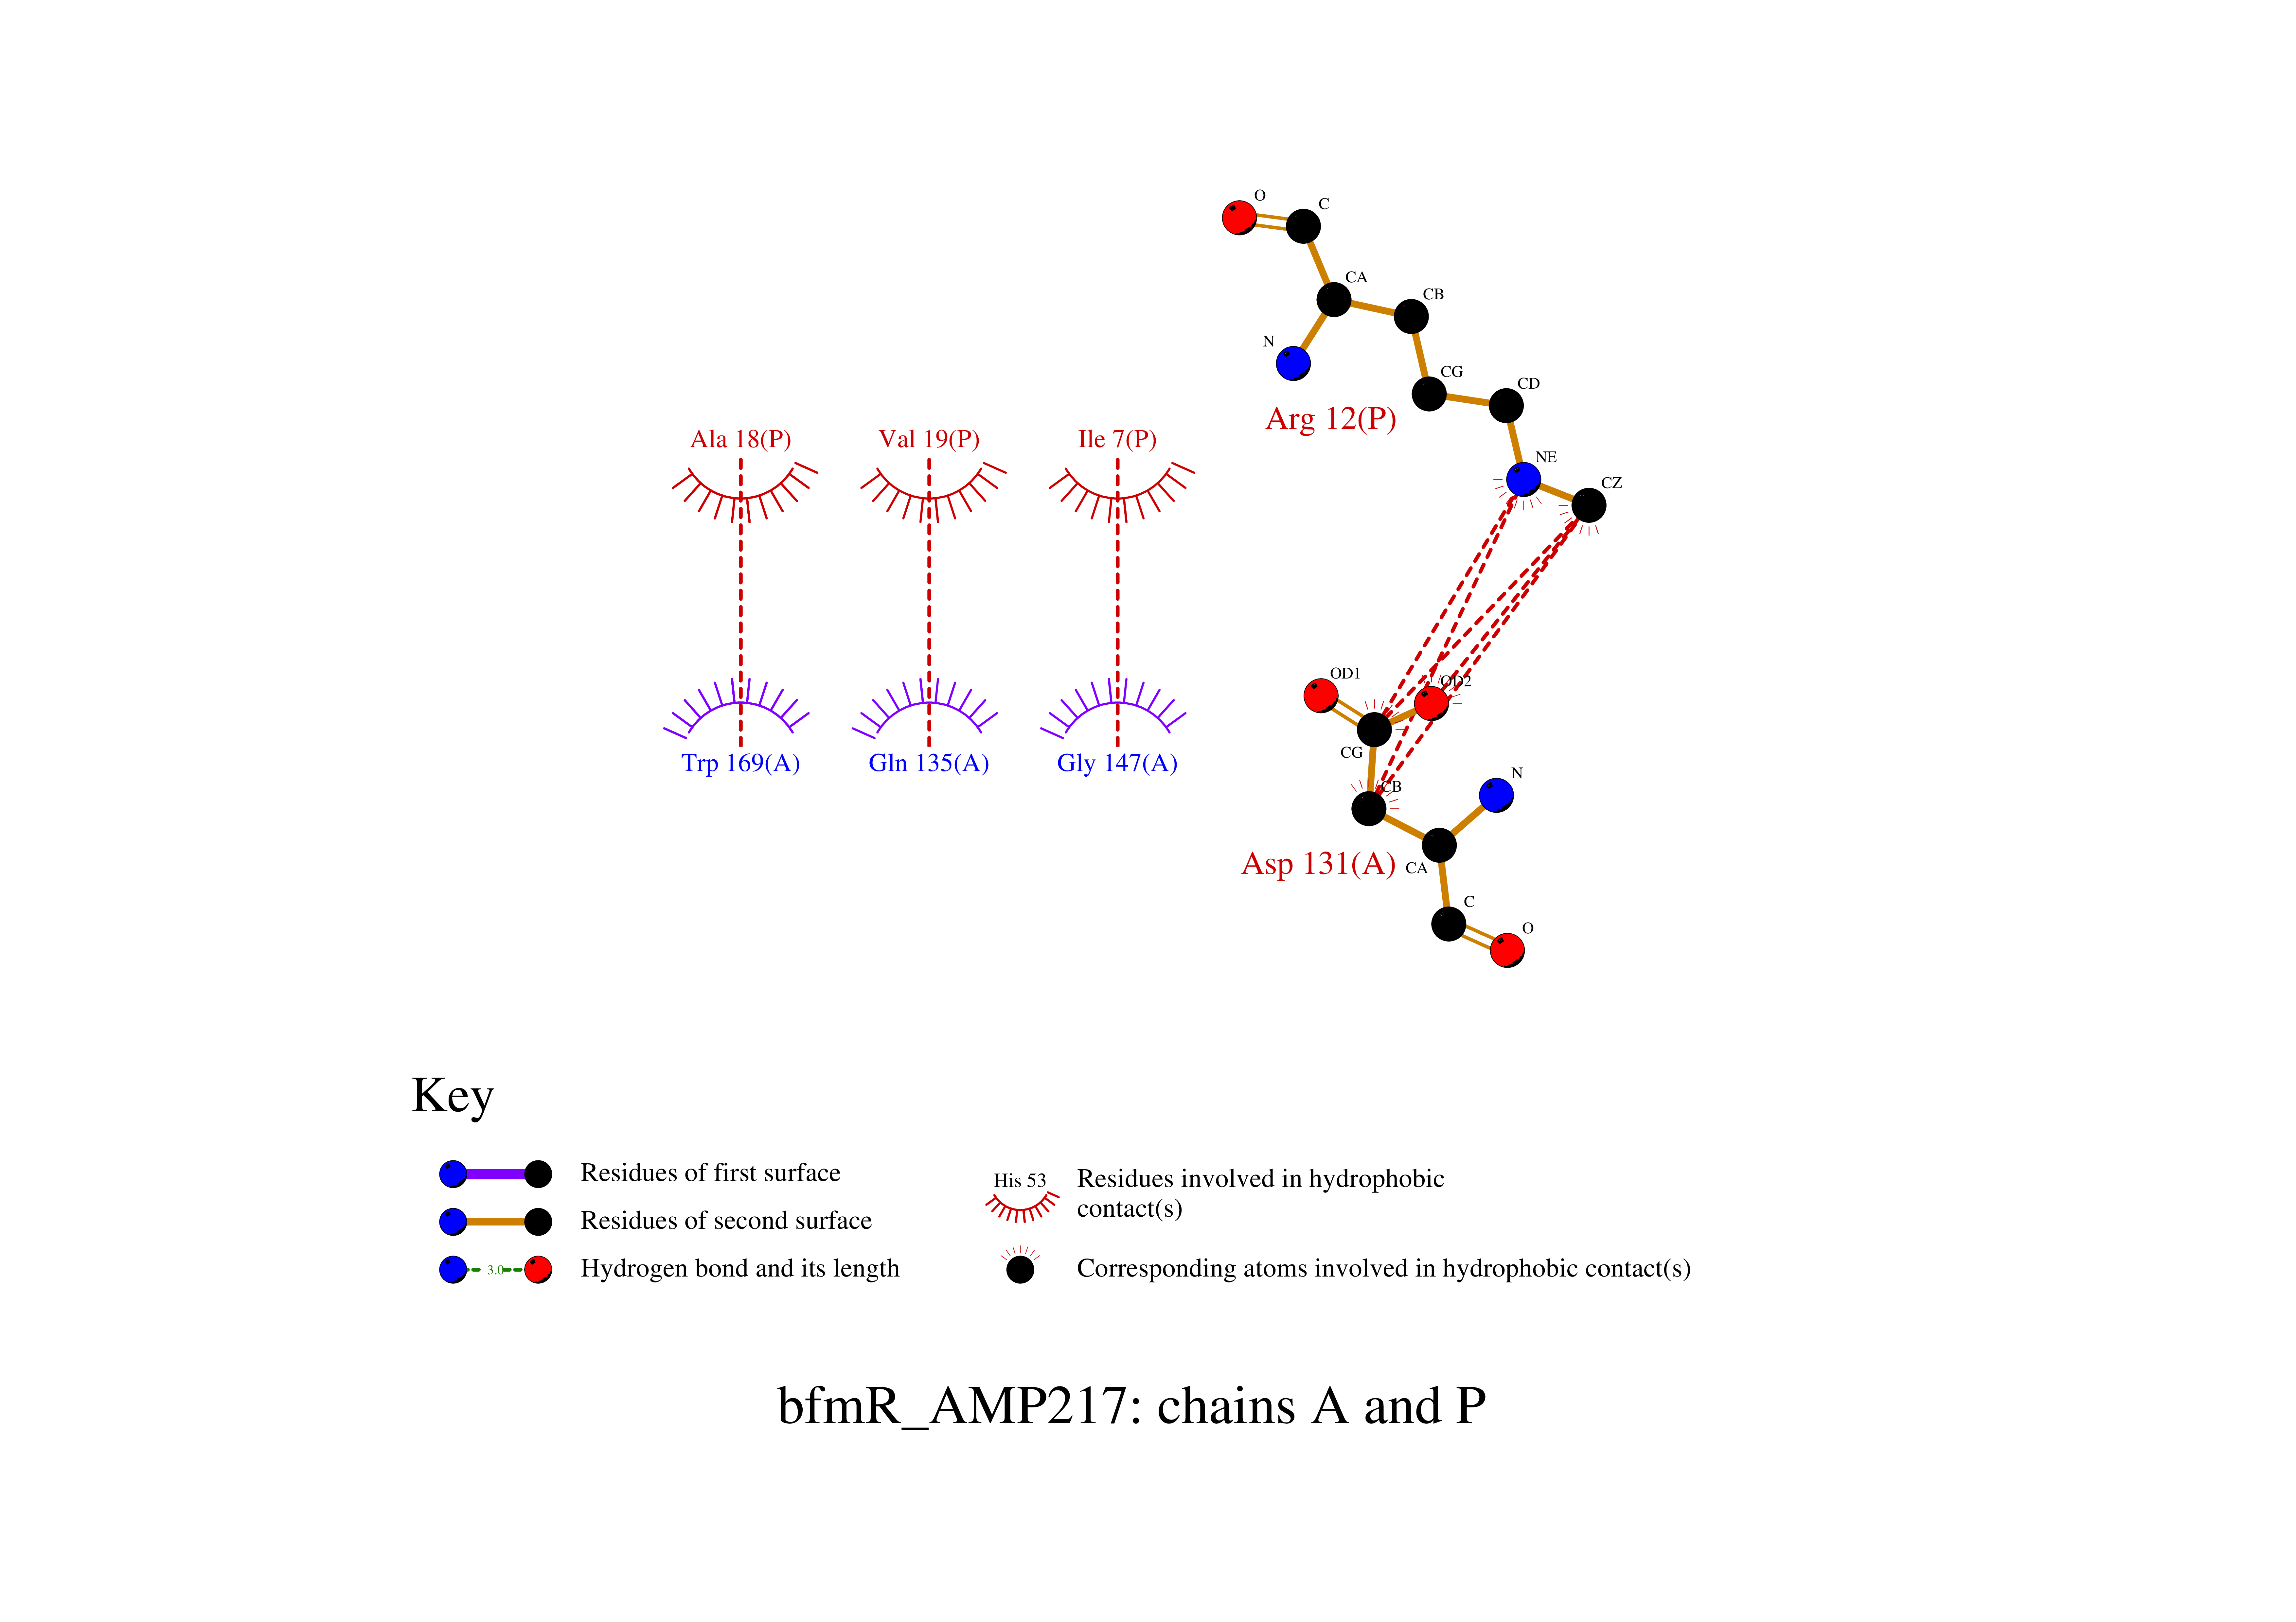 O
C
CA
CB
N
CG
CD
Arg 12(P)
NE
CZ
Ala 18(P)
Val 19(P)
Ile 7(P)
OD1
OD2
CG
CB
N
Trp 169(A)
Gln 135(A)
Gly 147(A)
Asp 131(A)
CA
C
O
Key
Residues of first surface
Residues of second surface
3.0
Hydrogen bond and its length
His 53
Residues involved in hydrophobic
contact(s)
Corresponding atoms involved in hydrophobic contact(s)
bfmR_AMP217: chains A and P